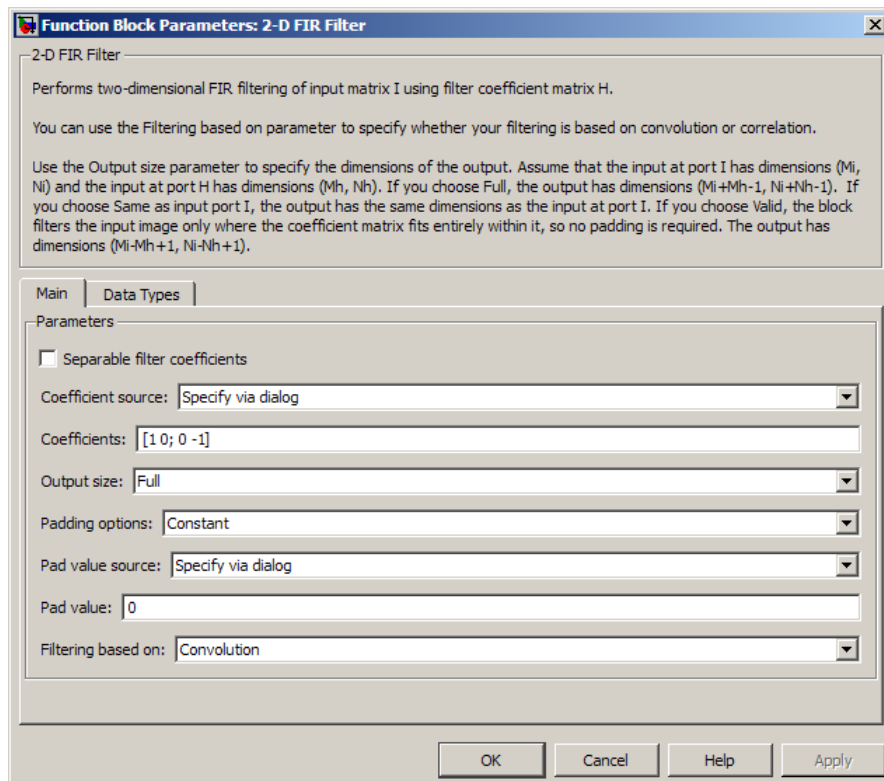 Function Block Parameters: 2-D FIR Filter
2-D FIR Filter
Performs two-dimensional FIR filtering of input matrix I using filter coefficient matrix H.
You can use the Filtering based on parameter to specify whether your filtering is based on convolution or correlation.
Use the Output size parameter to specify the dimensions of the output. Assume that the input at port I has dimensions (Mi,
Ni) and the input at port H has dimensions (Mh, Nh). If you choose Full, the output has dimensions (Mi+Mh-1, Ni+Nh-1). If
you choose Same as input port I, the output has the same dimensions as the input at port I. If you choose Valid, the block
filters the input image only where the coefficient matrix fits entirely within it, so no padding is required. The output has
dimensions (Mi-Mh+1, Ni-Nh+1).
Main Data Types
Parameters
Separable filter coefficients
Coefficient source: Specify via dialog
Coefficients: [1 0; 0 -1]
Output size: Full
Padding options: Constant
Pad value source: Specify via dialog
Pad value: 0
Filtering based on: Convolution
OK Cancel Help Apply